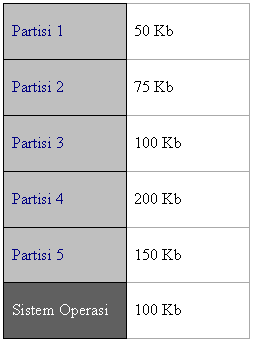 Partisi 1 50 Kb
Partisi 2 75 Kb
Partisi 3 100 Kb
Partisi 4 200 Kb
Partisi 5 150 Kb
Sistem Operasi 100 Kb